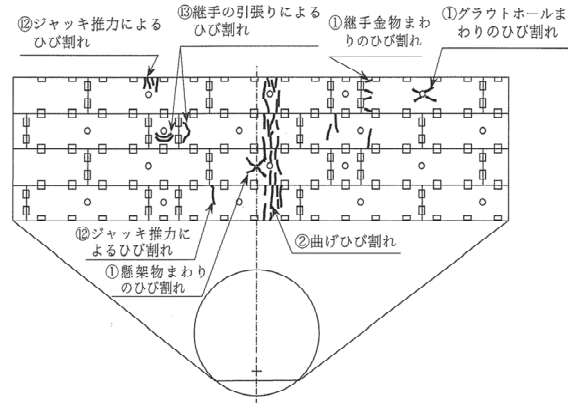 ⑫ジャッキ推力による
ひび割れ
⑬継手の引張りによる
ひび割れ
①継手金物まわ
りのひび割れ
①グラウトホールま
わりのひび割れ
⑫ジャッキ推力に
よるひび割れ
①懸架物まわり
のひび割れ
②曲げひび割れ